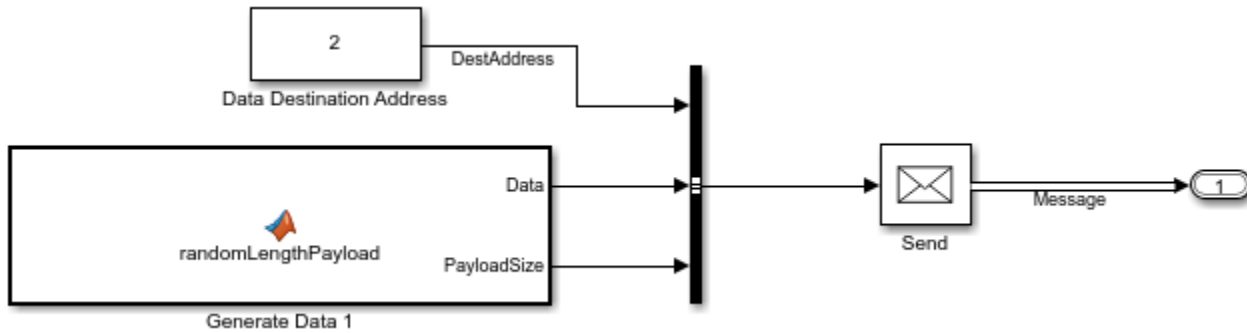 2
DestAddress
Data Destination Address
Data
randomLengthPayload
PayloadSize
Generate Data 1
Send
Message
1